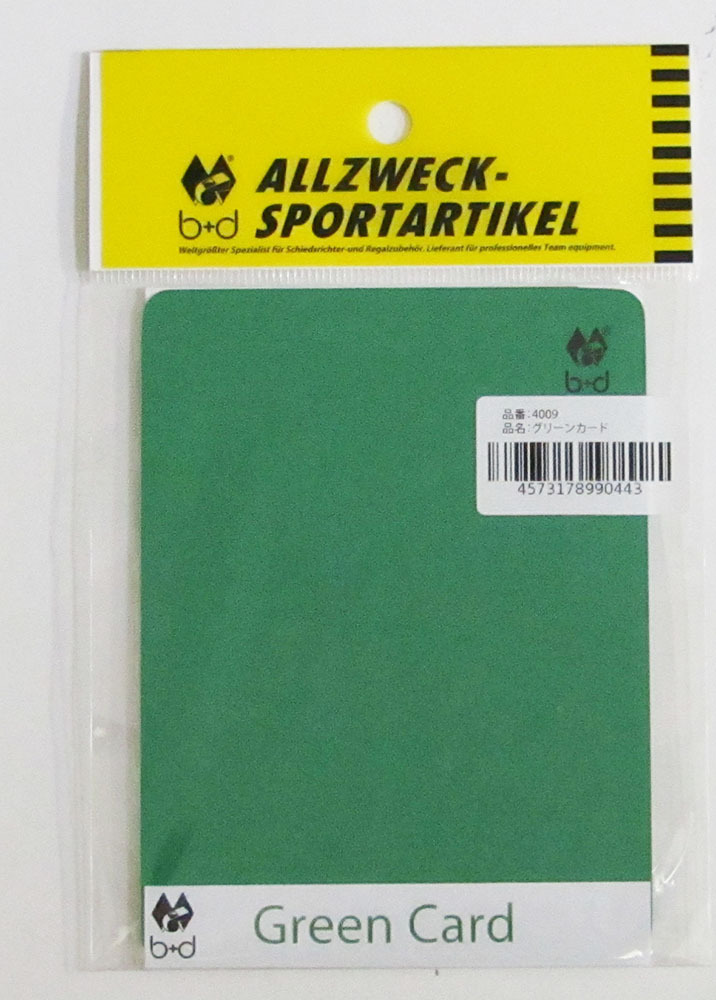 ALLZWECK-
b+d SPORTARTIKEL
Weltgrößter Spezialist für Schiedsrichter-und Regalzubehör. Lieferant für professionelles Team equipment.
b+d
品番:4009
品名:グリーンカード
4573178990443
Green Card
b+d